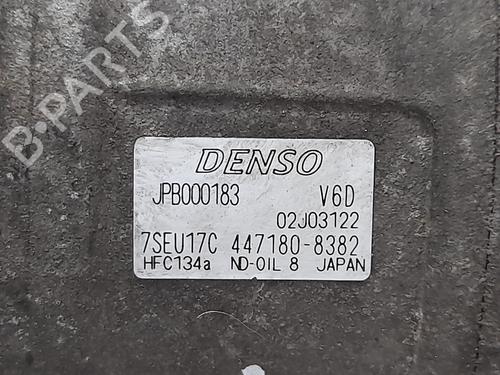 B-PARTS
DENSO
JPB000183 V6D
02J03122
7SEU17C 447180-8382
HFC134a ND-OIL 8 JAPAN